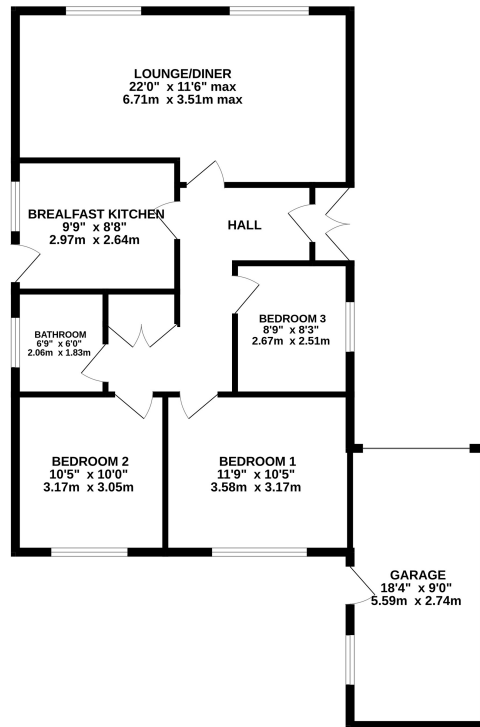 LOUNGE/DINER
22'0" x 11'6" max
6.71m x 3.51m max
BREALFAST KITCHEN
9'9" x 8'8"
2.97m x 2.64m
HALL
BATHROOM
6'9" x 6'0"
2.06m x 1.83m
BEDROOM 3
8'9" x 8'3"
2.67m x 2.51m
BEDROOM 2
10'5" x 10'0"
3.17m x 3.05m
BEDROOM 1
11'9" x 10'5"
3.58m x 3.17m
GARAGE
18'4" x 9'0"
5.59m x 2.74m